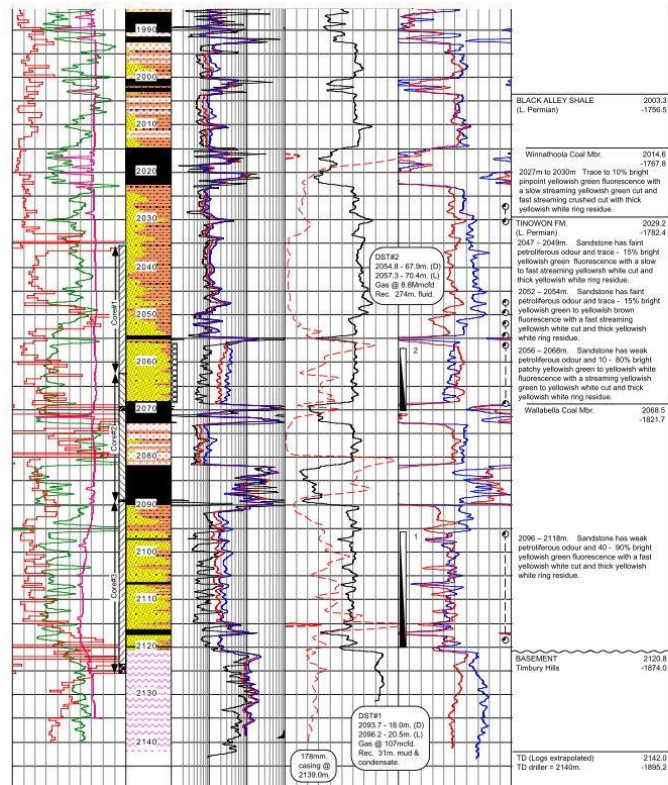 1990
2000
2010
2020
2030
2040
2050
2060
2070
2080
2090
2100
2110
2120
2130
2140
Core#1
Core#2
Core#3
DST#2
2054.8 - 67.9m. (D)
2057.3 - 70.4m. (L)
Gas @ 8.8Mmcfd
Rec. 274m. fluid.
2
1
DST#1
2093.7 - 18.0m. (D)
2096.2 - 20.5m. (L)
Gas @ 107mcfd.
Rec. 31m. mud &
condensate.
178mm.
casing @
2139.0m.
BLACK ALLEY SHALE 2003.3
(L. Permian) -1756.5
Winnathoola Coal Mbr. 2014.6
-1767.8
2027m to 2030m Trace to 10% bright
pinpoint yellowish green fluorescence with
a slow streaming yellowish green cut and
fast streaming crushed cut with thick
yellowish white ring residue.
TINOWON FM. 2029.2
(L. Permian) -1782.4
2047 – 2049m. Sandstone has faint
petroliferous odour and trace - 15% bright
yellowish green fluorescence with a slow
to fast streaming yellowish white cut and
thick yellowish white ring residue.
2052 – 2054m. Sandstone has faint
petroliferous odour and trace - 15% bright
yellowish green to yellowish brown
fluorescence with a fast streaming
yellowish white cut and thick yellowish
white ring residue.
2056 – 2068m. Sandstone has weak
petroliferous odour and 10 - 80% bright
patchy yellowish green to yellowish white
fluorescence with a streaming yellowish
green to yellowish white cut and thick
yellowish white ring residue.
Wallabella Coal Mbr. 2068.5
-1821.7
2096 – 2118m. Sandstone has weak
petroliferous odour and 40 - 90% bright
yellowish green fluorescence with a fast
yellowish white cut and thick yellowish
white ring residue.
BASEMENT 2120.8
Timbury Hills -1874.0
TD (Logs extrapolated) 2142.0
TD driller = 2140m. -1895.2